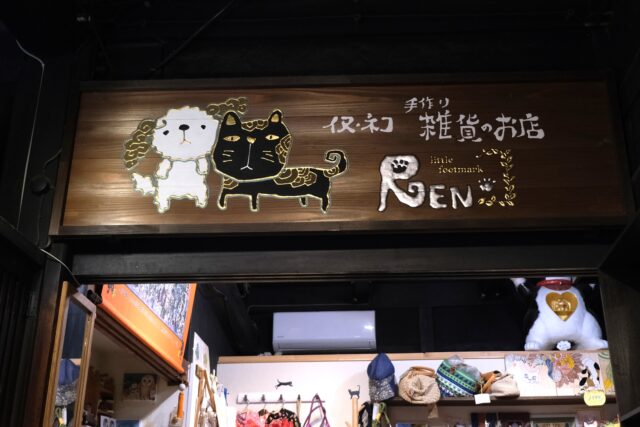 イヌ・ネコ
手作り
雑貨のお店
little
footmark
REN